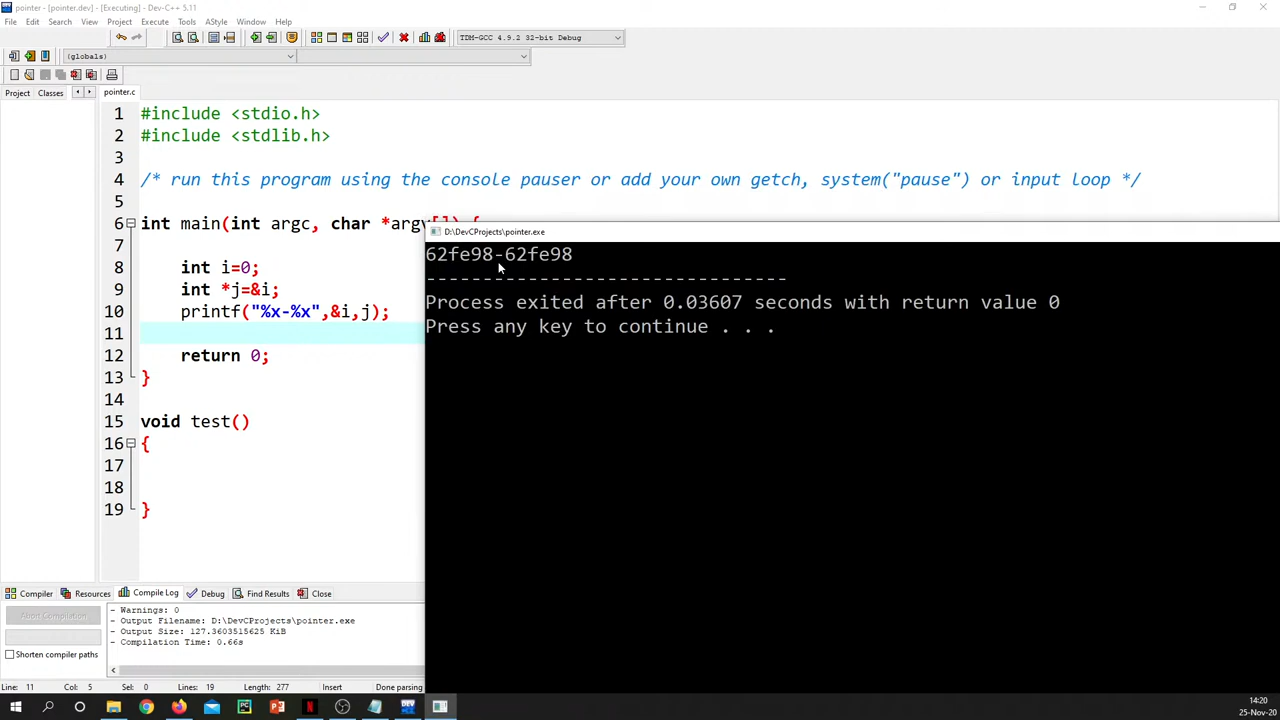 pointer - [pointer.dev] - [Executing] - Dev-C++ 5.11
File Edit Search View Project Execute Tools AStyle Window Help
TDM-GCC 4.9.2 32-bit Debug
(globals)
Project Classes pointer.c
1 #include <stdio.h>
2 #include <stdlib.h>
3
4 /* run this program using the console pauser or add your own getch, system("pause") or input loop */
5
6 int main(int argc, char *argv[]) {
7
8 int i=0;
9 int *j=&i;
10 printf("%x-%x",&i,j);
11
12 return 0;
13 }
14
15 void test()
16 {
17
18
19 }
D:\DevCProjects\pointer.exe
62fe98-62fe98
--------------------------------
Process exited after 0.03607 seconds with return value 0
Press any key to continue . . .
Compiler Resources Compile Log Debug Find Results Close
Abort Compilation
Shorten compiler paths
- Warnings: 0
- Output Filename: D:\DevCProjects\pointer.exe
- Output Size: 127.3603515625 KiB
- Compilation Time: 0.66s
Line: 11 Col: 5 Sel: 0 Lines: 19 Length: 277 Insert Done parsing
14:20
25-Nov-20